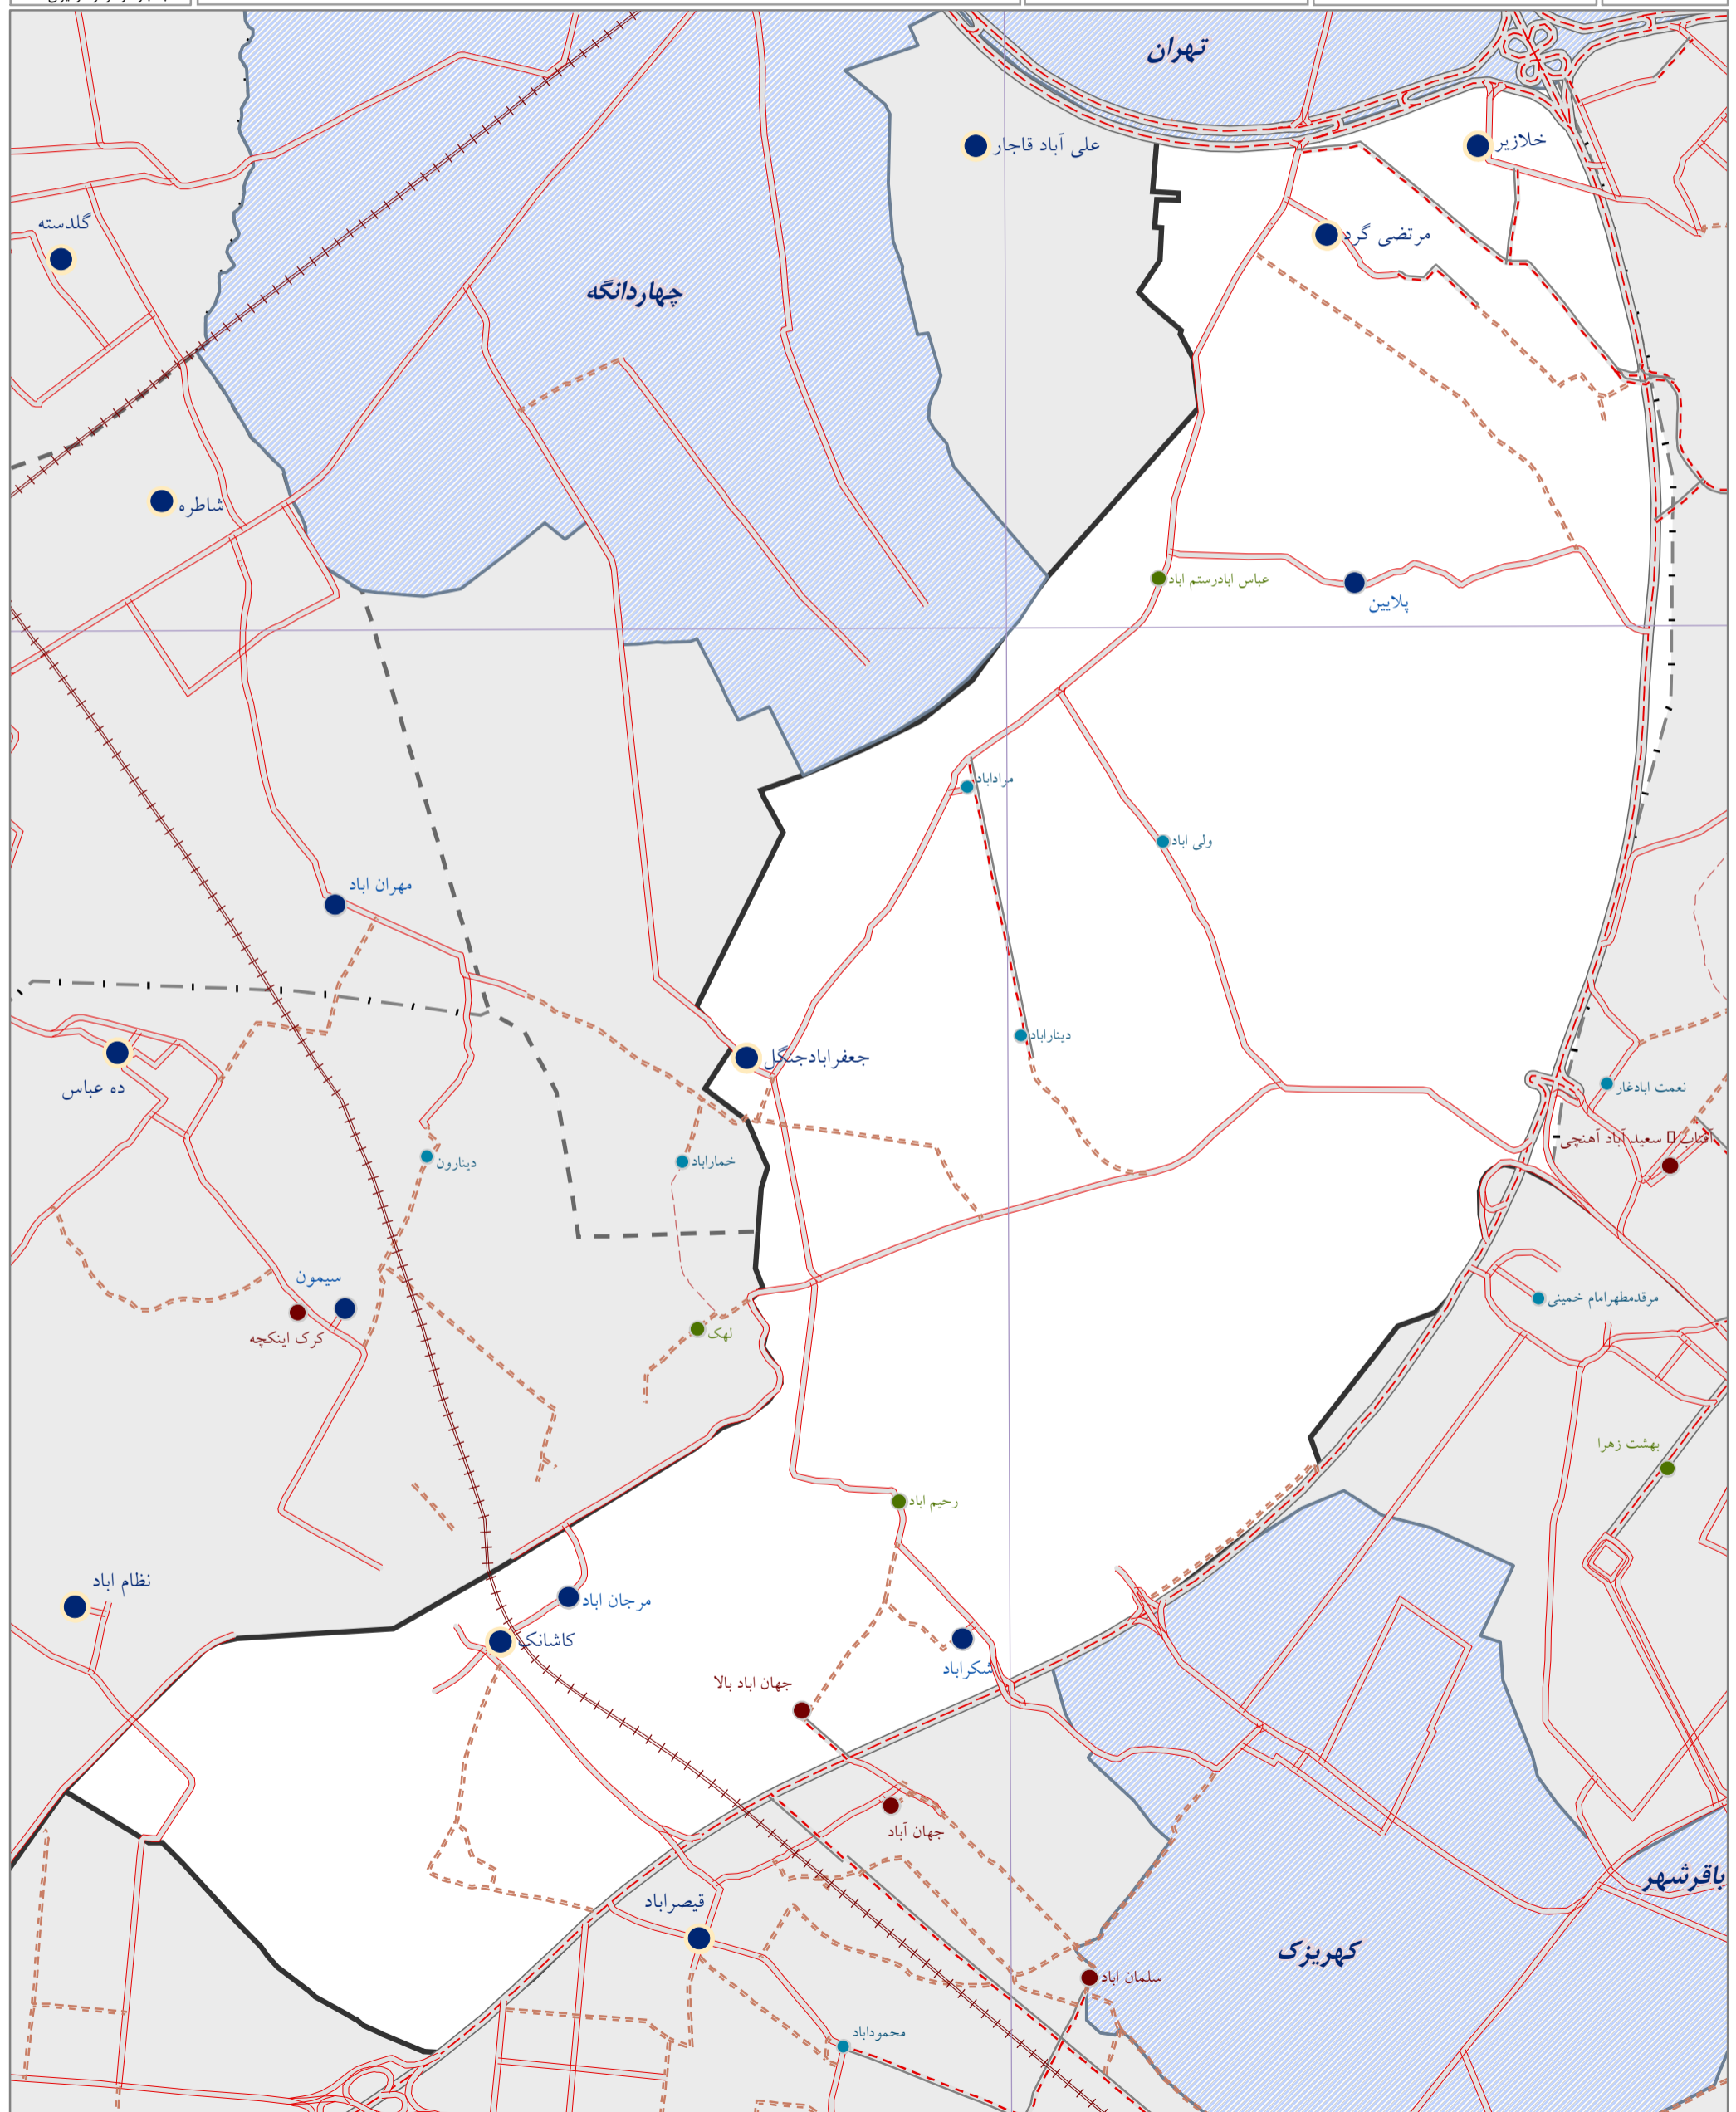 تهران
علی آباد قاجار
خلازیر
گلدسته
مرتضی گرد
چهاردانگه
شاطره
عباس ابادرستم اباد
پلایین
مراداباد
ولی اباد
مهران اباد
دیناراباد
جعفرابادجنگل
ده عباس
نعمت ابادغار
آفتاب سعید آباد آهنچی
دینارون
خماراباد
سیمون
مرقدمطهرامام خمینی
کرک اینکچه
لهک
بهشت زهرا
رحیم اباد
نظام اباد
مرجان اباد
کاشانک
شکراباد
جهان اباد بالا
جهان آباد
باقرشهر
قیصراباد
کهریزک
سلمان اباد
محموداباد